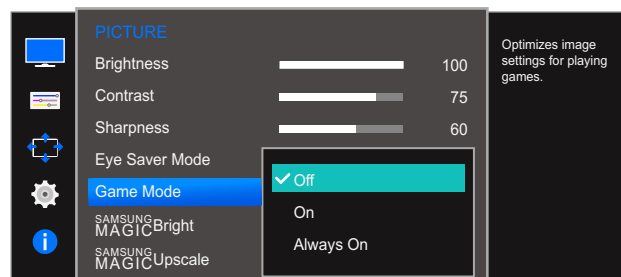 PICTURE
Brightness 100
Contrast 75
Sharpness 60
Eye Saver Mode
Game Mode
SAMSUNG
MAGICBright
SAMSUNG
MAGICUpscale
Off
On
Always On
Optimizes image
settings for playing
games.
i